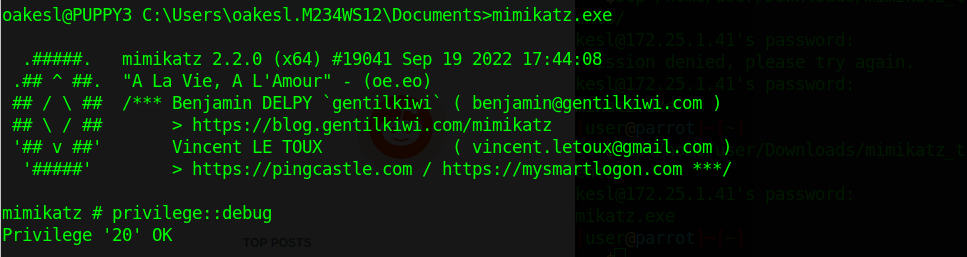 oakesl@PUPPY3 C:\Users\oakesl.M234WS12\Documents>mimikatz.exe
.#####.   mimikatz 2.2.0 (x64) #19041 Sep 19 2022 17:44:08
.## ^ ##.  "A La Vie, A L'Amour" - (oe.eo)
## / \ ##  /*** Benjamin DELPY `gentilkiwi` ( benjamin@gentilkiwi.com )
## \ / ##       > https://blog.gentilkiwi.com/mimikatz
'## v ##'       Vincent LE TOUX             ( vincent.letoux@gmail.com )
'#####'        > https://pingcastle.com / https://mysmartlogon.com ***/
mimikatz # privilege::debug
Privilege '20' OK
TOP POSTS
kesl@172.25.1.41's password:
ssion denied, please try again.
kesl@172.25.1.41's password:
user@parrot
user/Downloads/mimikatz_t
akesl@172.25.1.41's password:
mikatz.exe
user@parrot